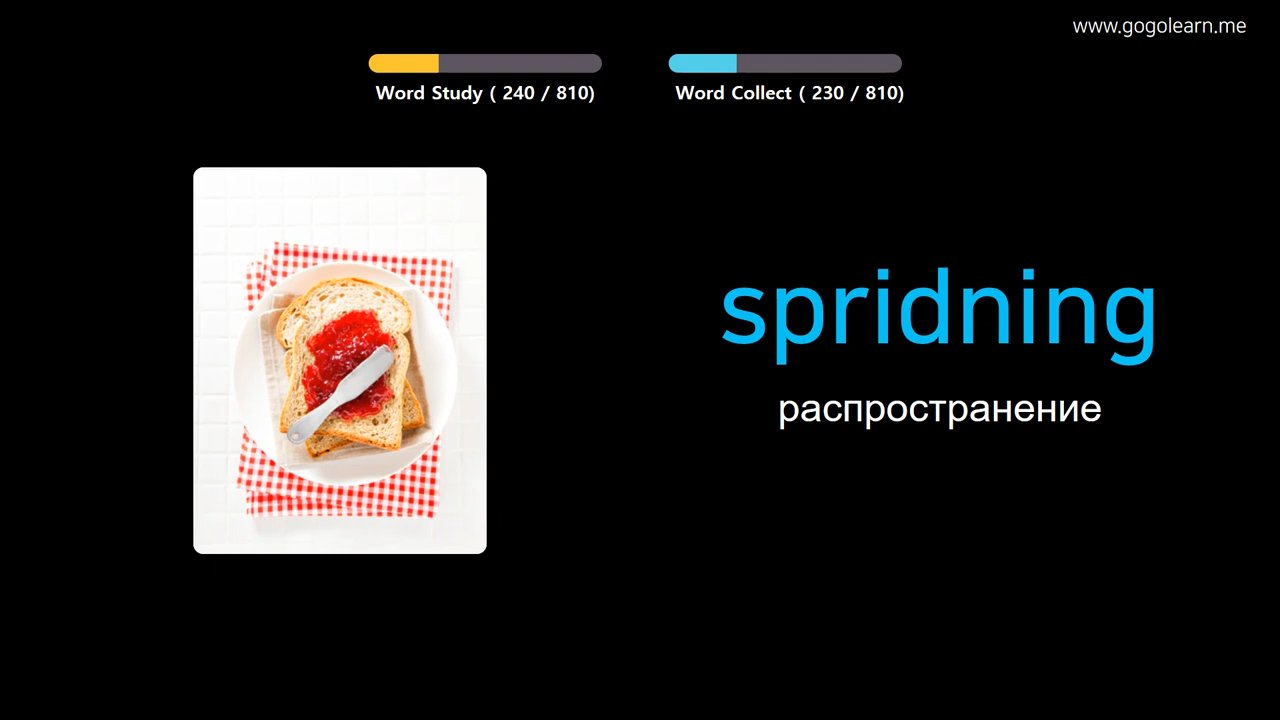 www.gogolearn.me
Word Study ( 240 / 810)
Word Collect ( 230 / 810)
spridning
распространение